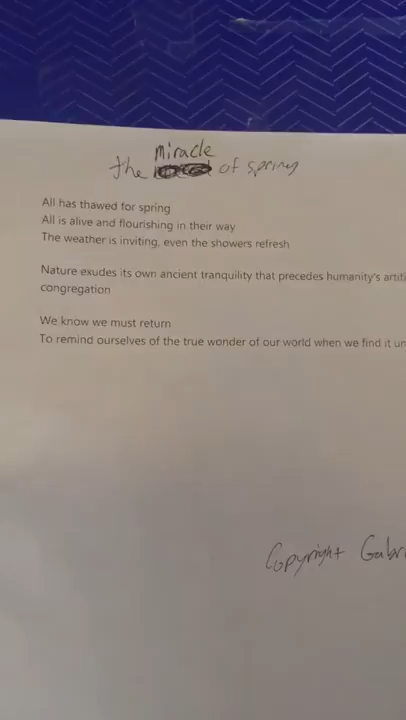 miracle
the of spring
All has thawed for spring
All is alive and flourishing in their way
The weather is inviting, even the showers refresh
Nature exudes its own ancient tranquility that precedes humanity's
congregation
We know we must return
To remind ourselves of the true wonder of our world when we find it
Copyright